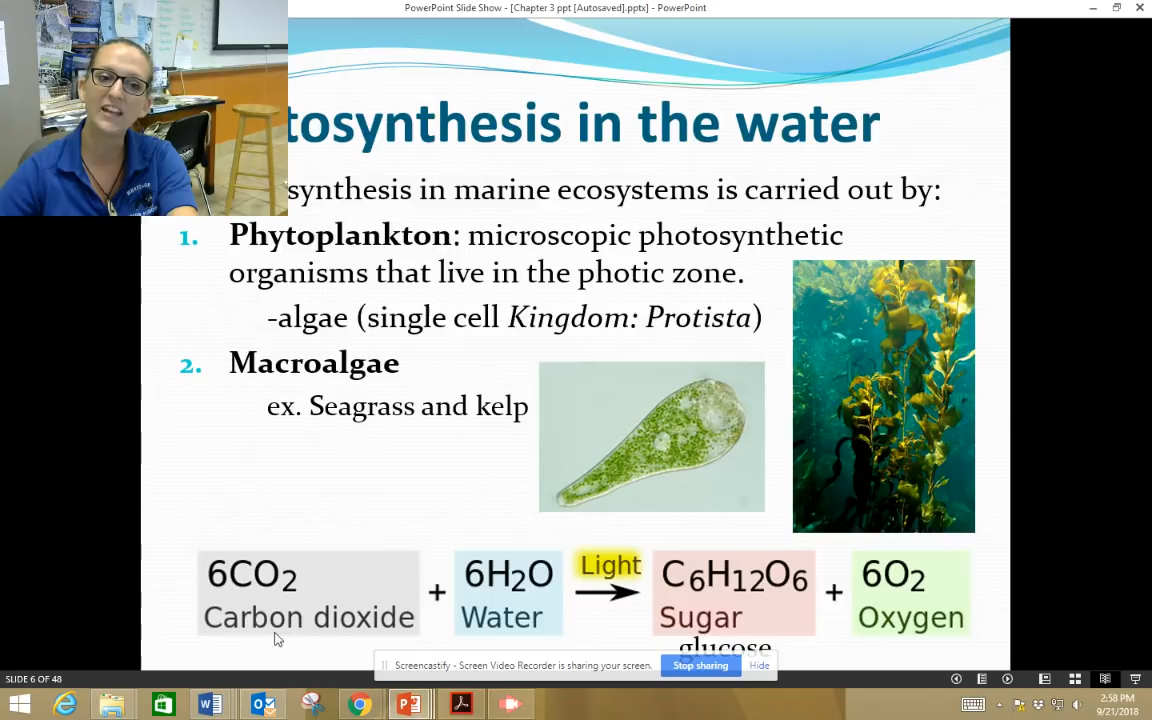 PowerPoint Slide Show - [Chapter 3 ppt [Autosaved].pptx] - PowerPoint
tosynthesis in the water
synthesis in marine ecosystems is carried out by:
1. Phytoplankton: microscopic photosynthetic
organisms that live in the photic zone.
-algae (single cell Kingdom: Protista)
2. Macroalgae
ex. Seagrass and kelp
6CO2 + 6H2O Light C6H12O6 + 6O2
Carbon dioxide Water Sugar Oxygen
glucose
Screencastify - Screen Video Recorder is sharing your screen. Stop sharing Hide
SLIDE 6 OF 48
2:58 PM
9/21/2018